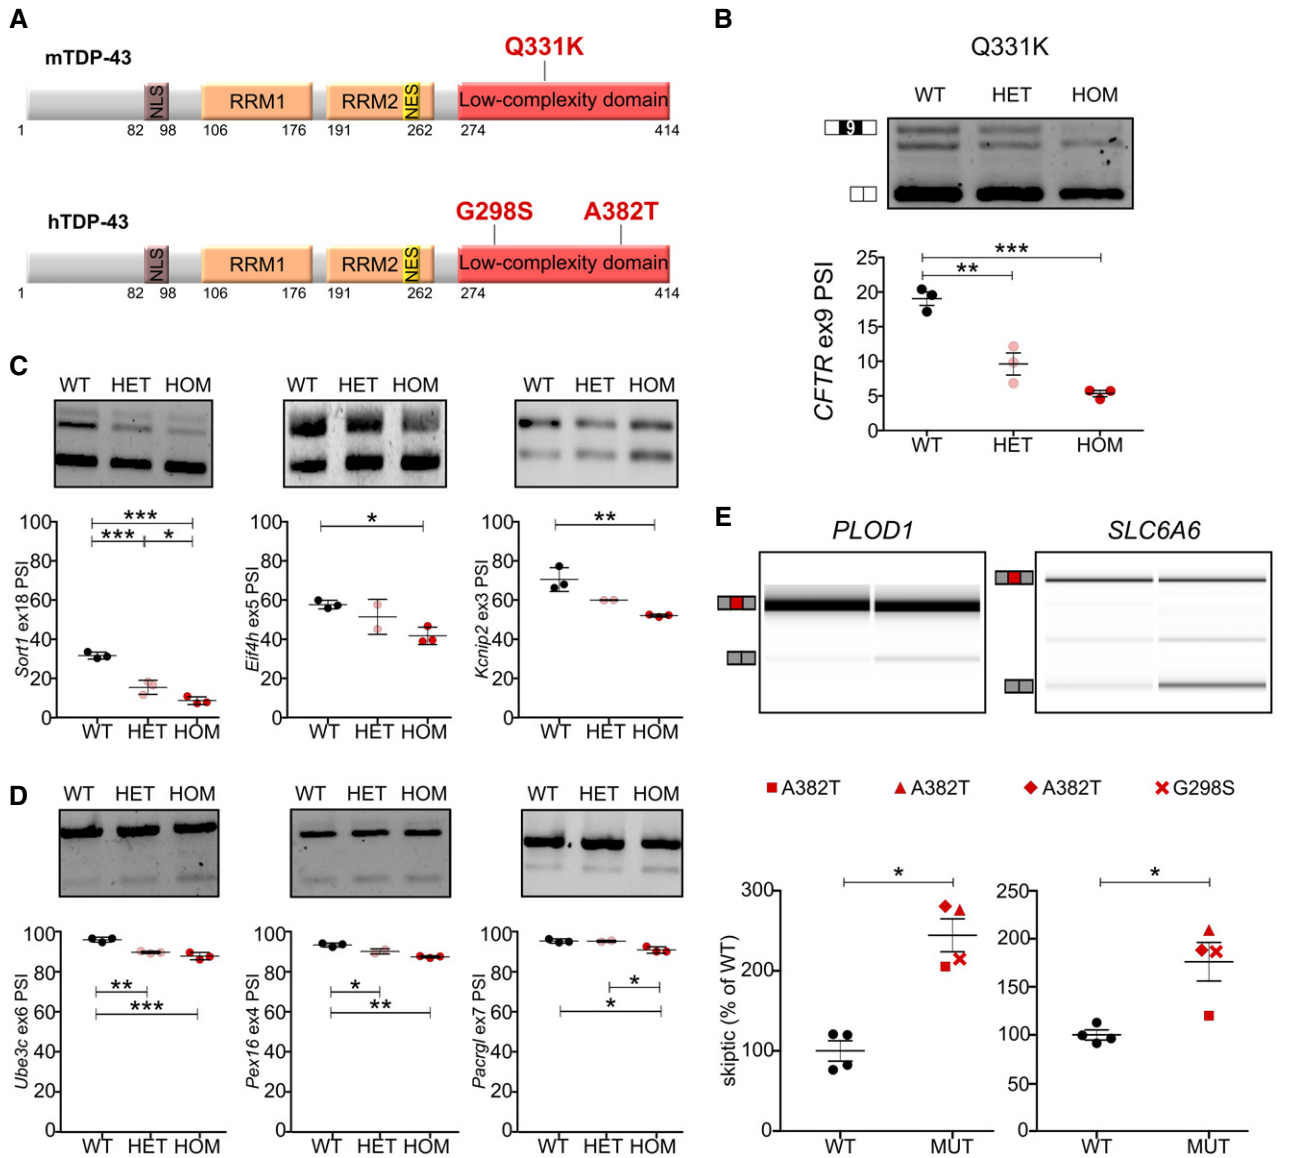 A
mTDP-43
Q331K
NLS
RRM1
RRM2
NES
Low-complexity domain
1 82 98 106 176 191 262 274 414
hTDP-43
G298S A382T
NLS
RRM1
RRM2
NES
Low-complexity domain
1 82 98 106 176 191 262 274 414
B
Q331K
WT HET HOM
9
CFTR ex9 PSI
25
20
15
10
5
0
***
**
WT HET HOM
C
WT HET HOM
Sort1 ex18 PSI
100
80
60
40
20
0
***
*** *
WT HET HOM
WT HET HOM
Eif4h ex5 PSI
100
80
60
40
20
0
*
WT HET HOM
WT HET HOM
Kcnip2 ex3 PSI
100
80
60
40
20
0
**
WT HET HOM
D
WT HET HOM
Ube3c ex6 PSI
100
80
60
40
20
0
**
***
WT HET HOM
WT HET HOM
Pex16 ex4 PSI
100
80
60
40
20
0
*
**
WT HET HOM
WT HET HOM
Pacrgl ex7 PSI
100
80
60
40
20
0
*
*
WT HET HOM
E
PLOD1 SLC6A6
A382T A382T A382T G298S
skiptic (% of WT)
300
200
100
0
*
WT MUT
250
200
150
100
50
0
*
WT MUT